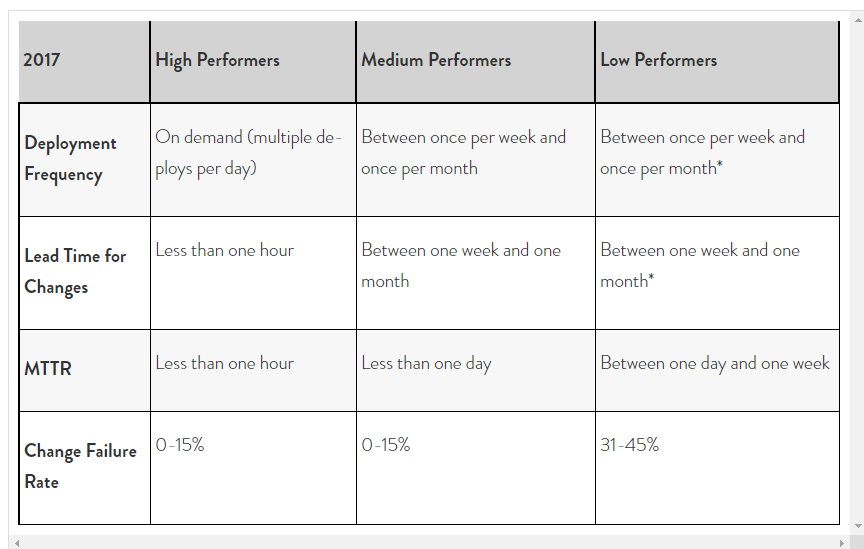 2017 High Performers Medium Performers Low Performers
Deployment Frequency
On demand (multiple de-
ploys per day)
Between once per week and
once per month
Between once per week and
once per month*
Lead Time for
Changes
Less than one hour
Between one week and one
month
Between one week and one
month*
MTTR
Less than one hour
Less than one day
Between one day and one week
Change Failure
Rate
0-15%
0-15%
31-45%